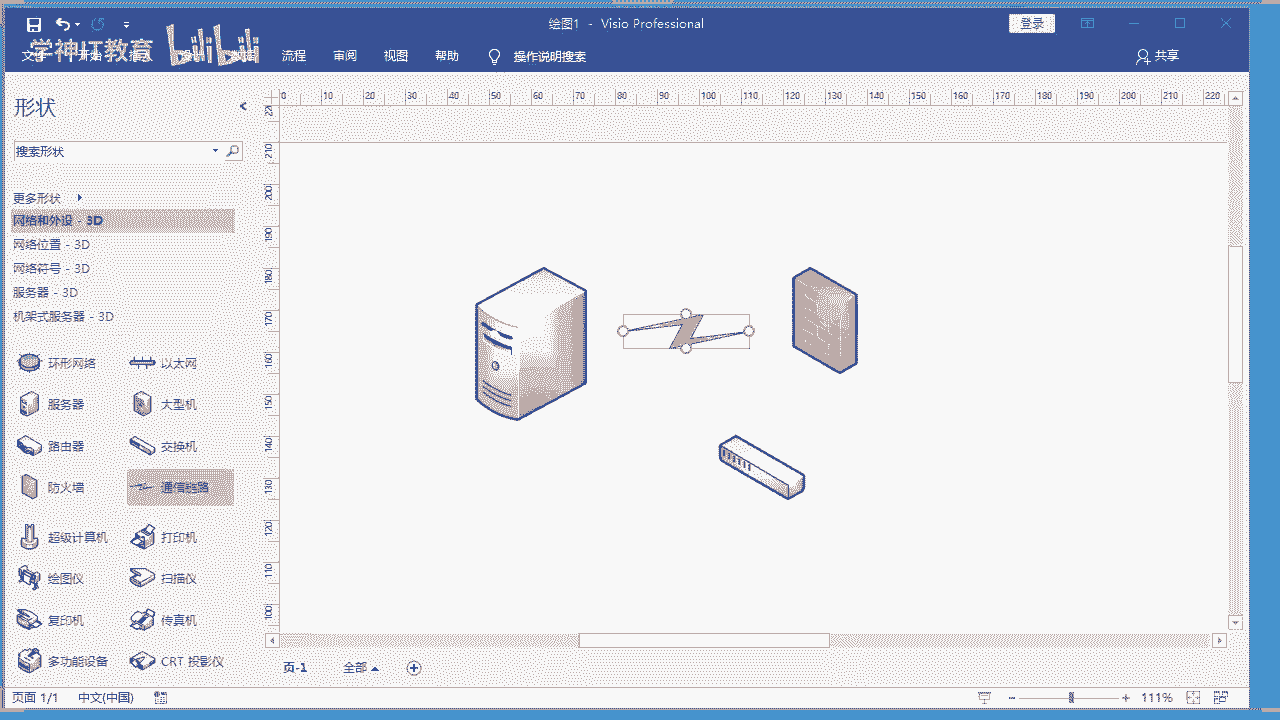 绘图1 - Visio Professional
登录
学神IT教育 bilibili
流程 审阅 视图 帮助 操作说明搜索 共享
形状
搜索形状
更多形状
网络和外设 - 3D
网络位置 - 3D
网络符号 - 3D
服务器 - 3D
机架式服务器 - 3D
环形网络 以太网
服务器 大型机
路由器 交换机
防火墙 通信链路
超级计算机 打印机
绘图仪 扫描仪
复印机 传真机
多功能设备 CRT 投影仪
0 10 20 30 40 50 60 70 80 90 100 110 120 130 140 150 160 170 180 190 200 210 220
210
200
190
180
170
160
150
140
130
120
110
100
页-1 全部
页面 1/1 中文(中国) 111%